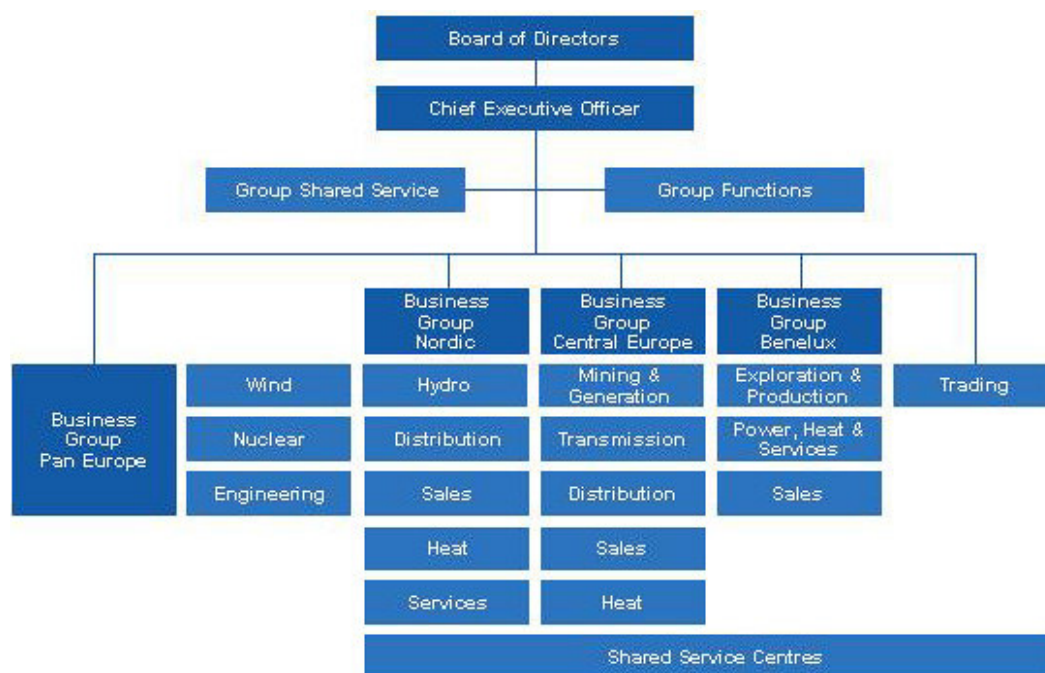 Board of Directors
Chief Executive Officer
Group Shared Service
Group Functions
Business
Group
Nordic
Business
Group
Central Europe
Business
Group
Benelux
Business
Group
Pan Europe
Wind
Nuclear
Engineering
Hydro
Distribution
Sales
Heat
Services
Mining &
Generation
Transmission
Distribution
Sales
Heat
Exploration &
Production
Power, Heat &
Services
Sales
Trading
Shared Service Centres